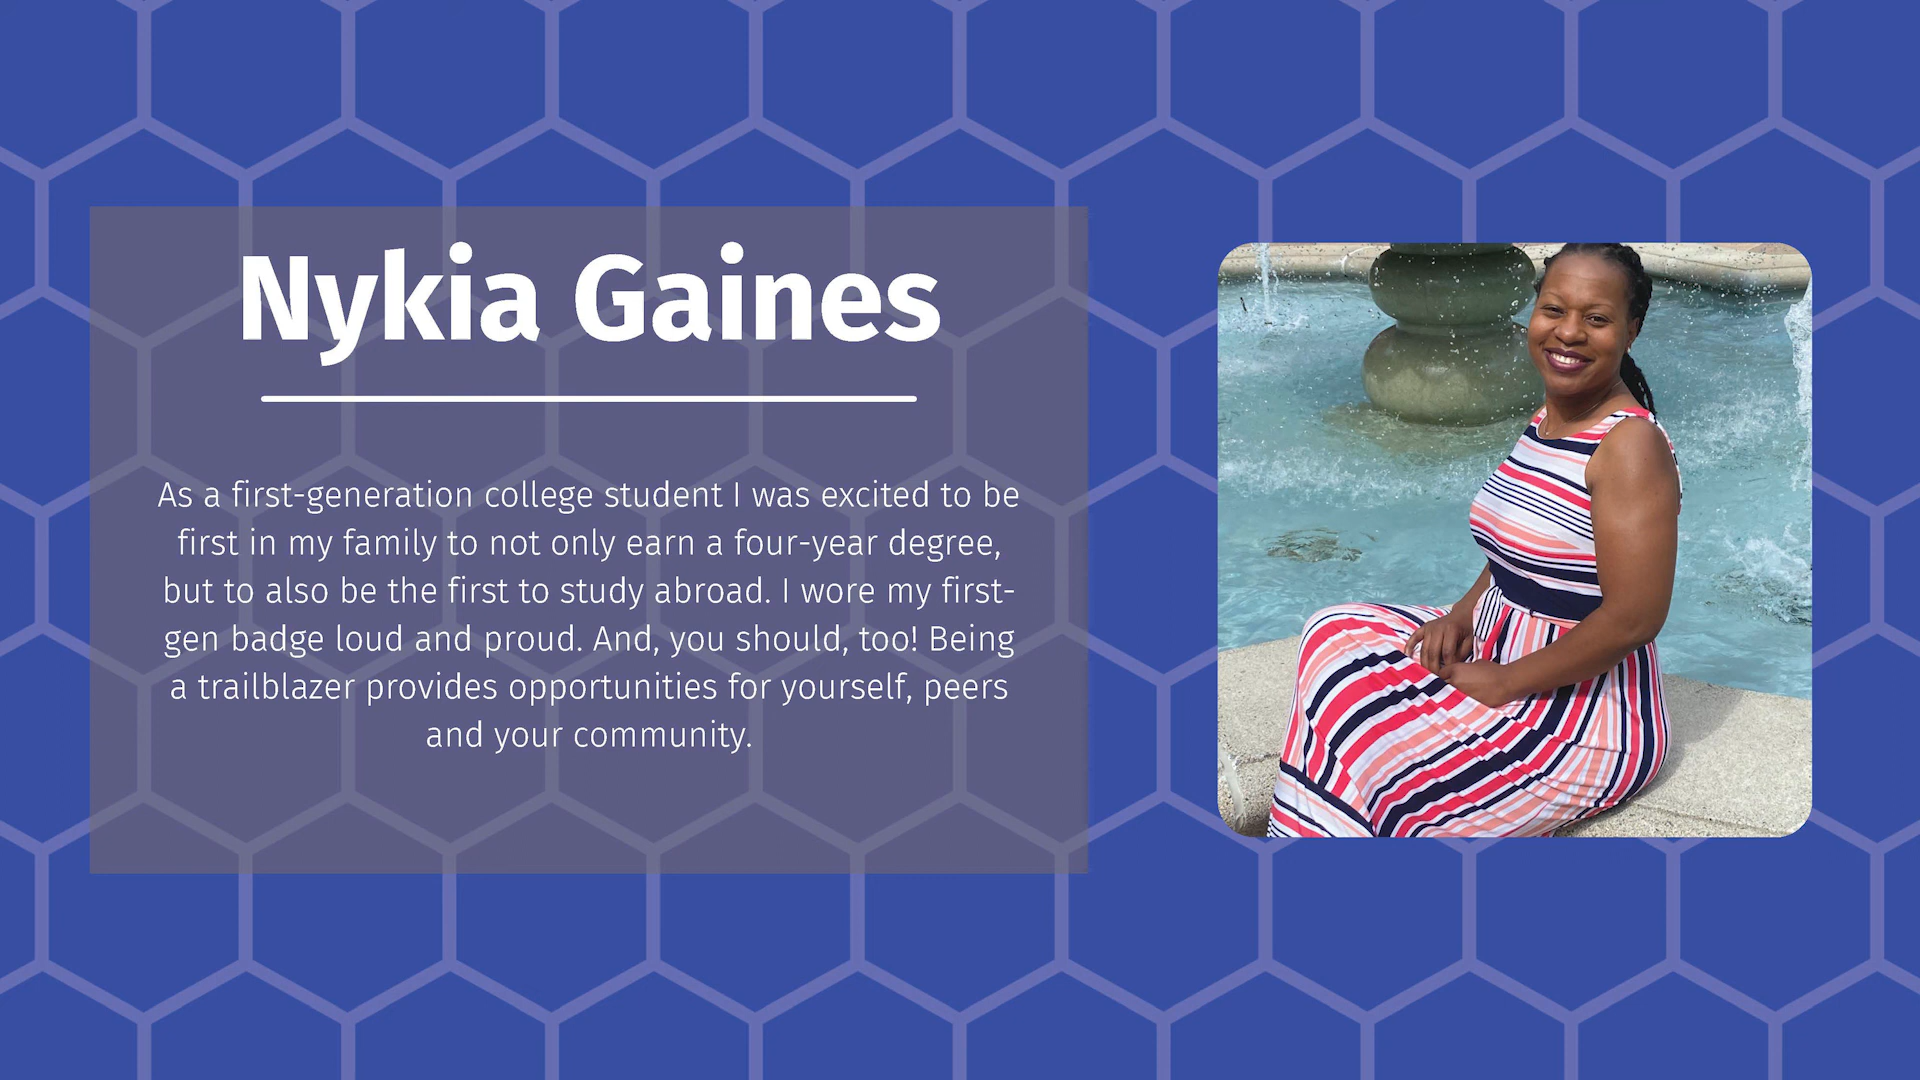 Nykia Gaines
As a first-generation college student I was excited to be
first in my family to not only earn a four-year degree,
but to also be the first to study abroad. I wore my first-
gen badge loud and proud. And, you should, too! Being
a trailblazer provides opportunities for yourself, peers
and your community.